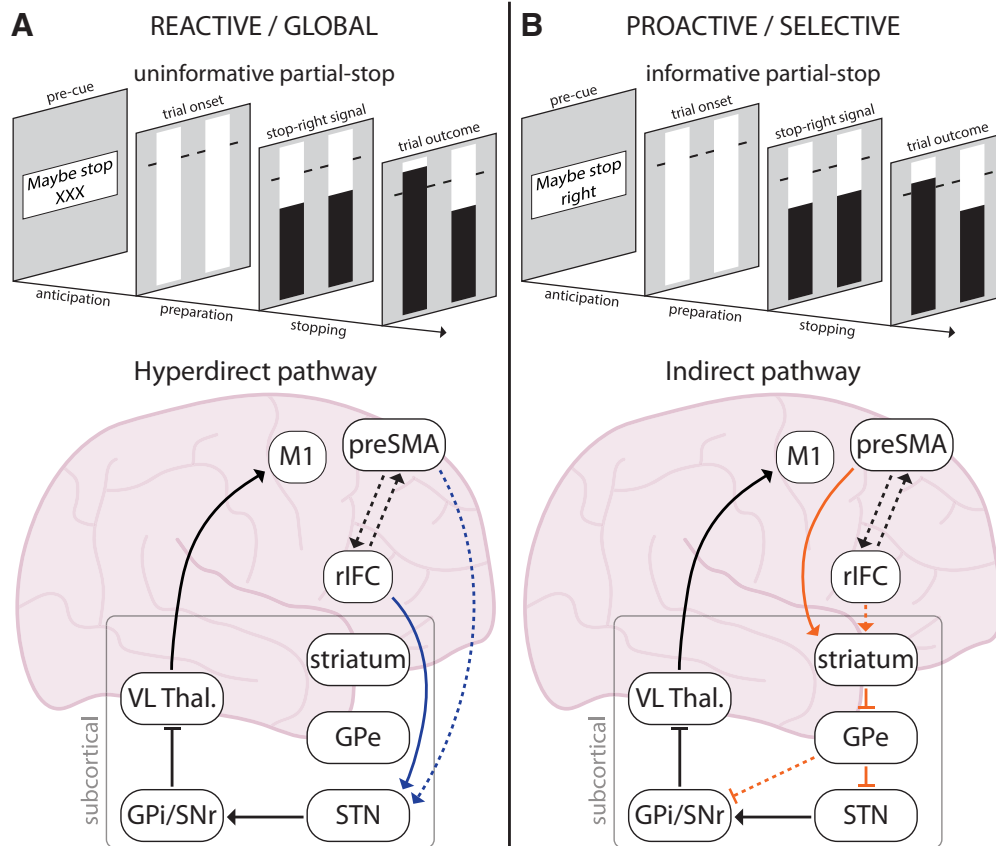 A
REACTIVE / GLOBAL
uninformative partial-stop
pre-cue
trial onset
stop-right signal
trial outcome
Maybe stop
XXX
anticipation
preparation
stopping
Hyperdirect pathway
M1
preSMA
rIFC
striatum
VL Thal.
GPe
subcortical
GPi/SNr
STN
B
PROACTIVE / SELECTIVE
informative partial-stop
pre-cue
trial onset
stop-right signal
trial outcome
Maybe stop
right
anticipation
preparation
stopping
Indirect pathway
M1
preSMA
rIFC
striatum
VL Thal.
GPe
subcortical
GPi/SNr
STN